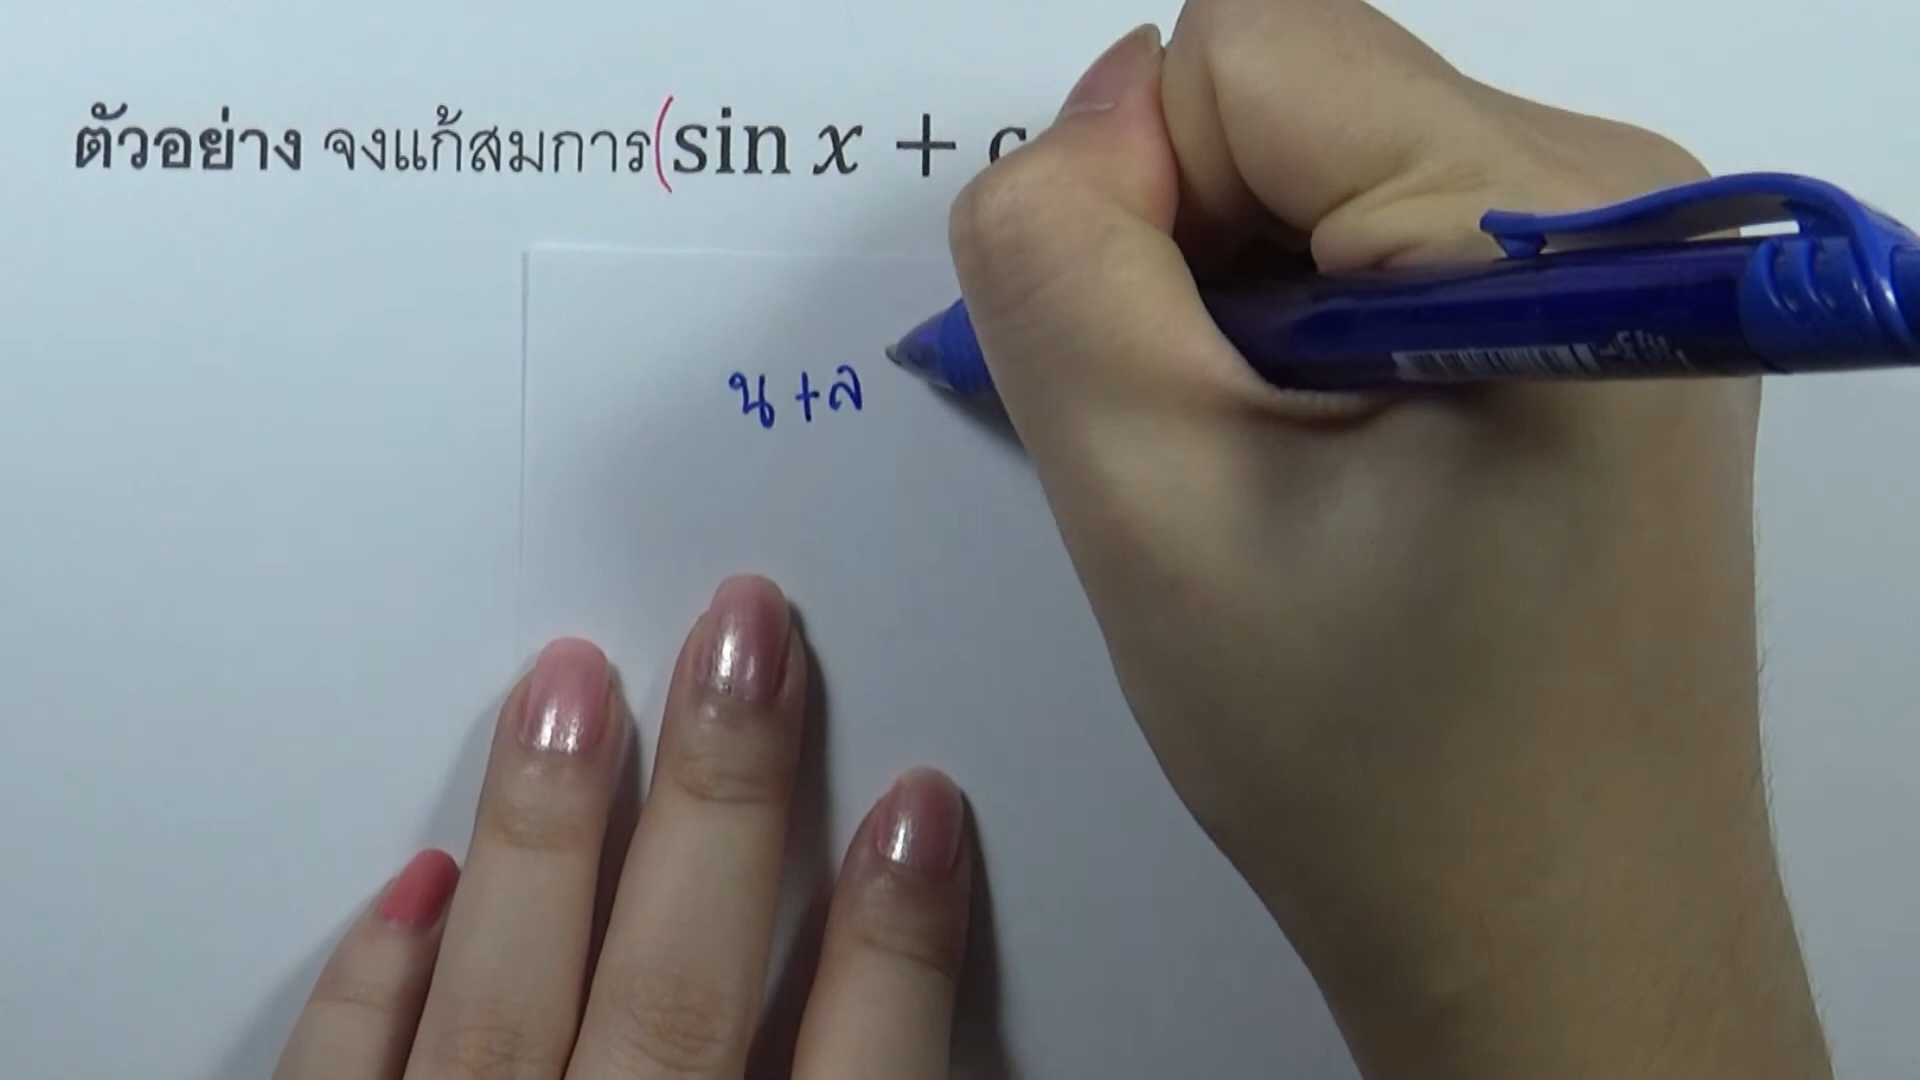 ตัวอย่าง จงแก้สมการ(sin x + c
น +ล